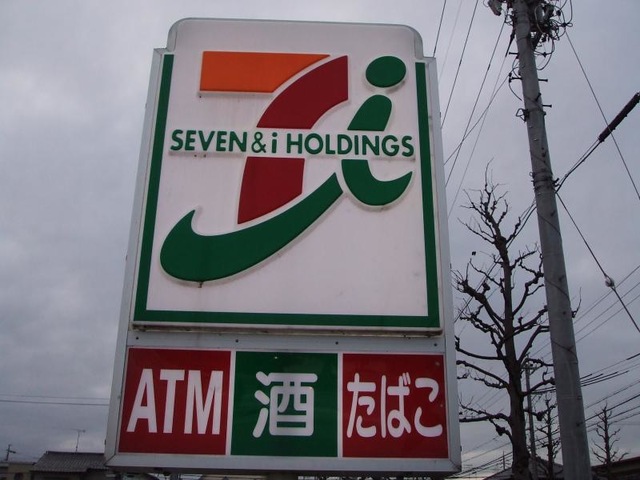 SEVEN & i HOLDINGS
ATM 酒 たばこ